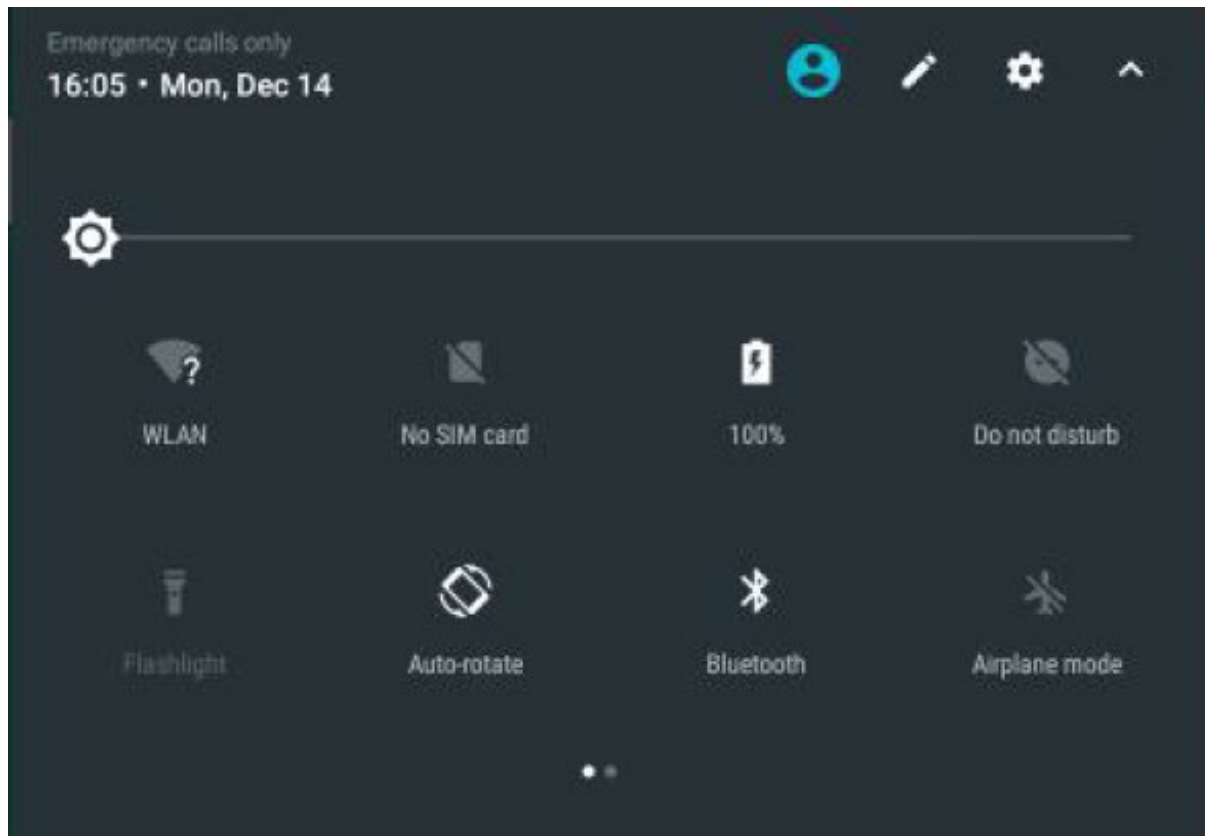 Emergency calls only
16:05 • Mon, Dec 14
?
WLAN
No SIM card
100%
Do not disturb
Flashlight
Auto-rotate
Bluetooth
Airplane mode